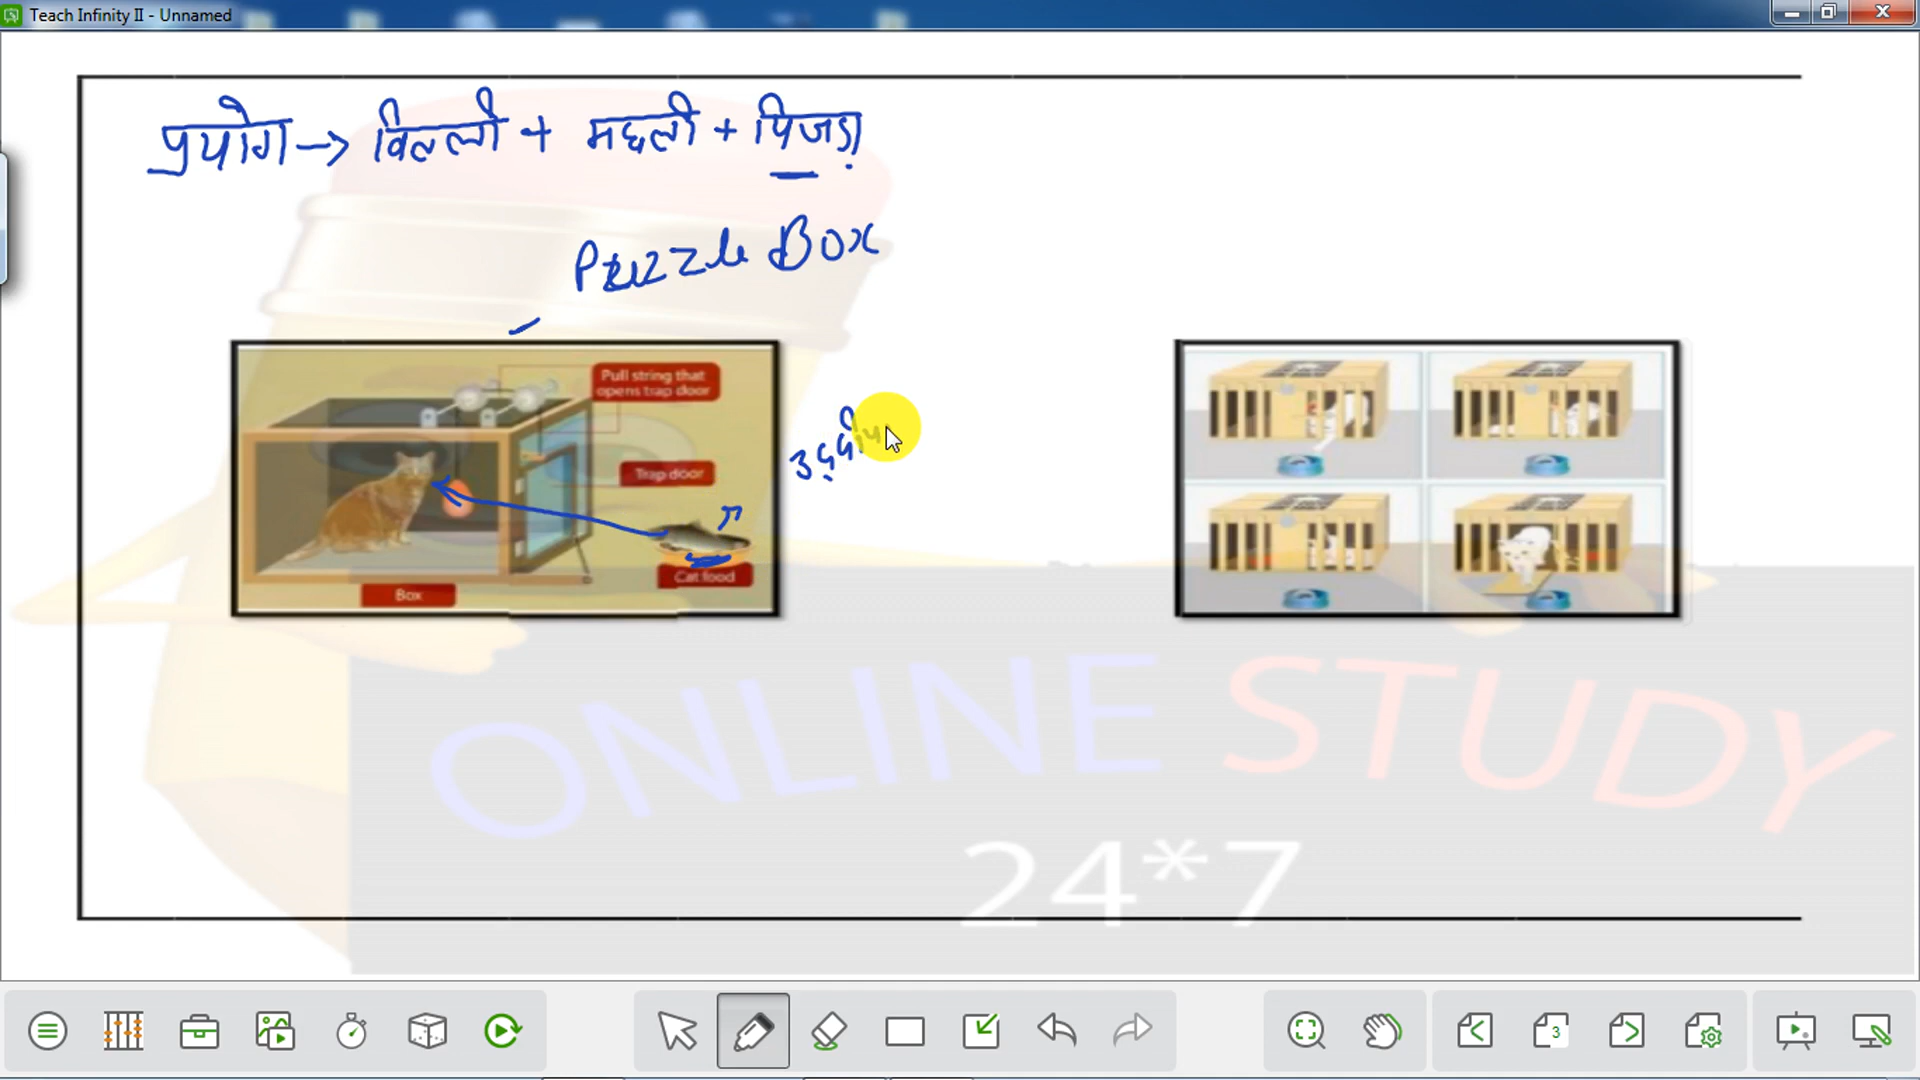 Teach Infinity II - Unnamed
प्रयोग → बिल्ली + मछली + पिंजड़ा
Puzzle Box
Pull string that
opens trap door
Trap door
Cat food
Box
ONLINE STUDY
24*7
3